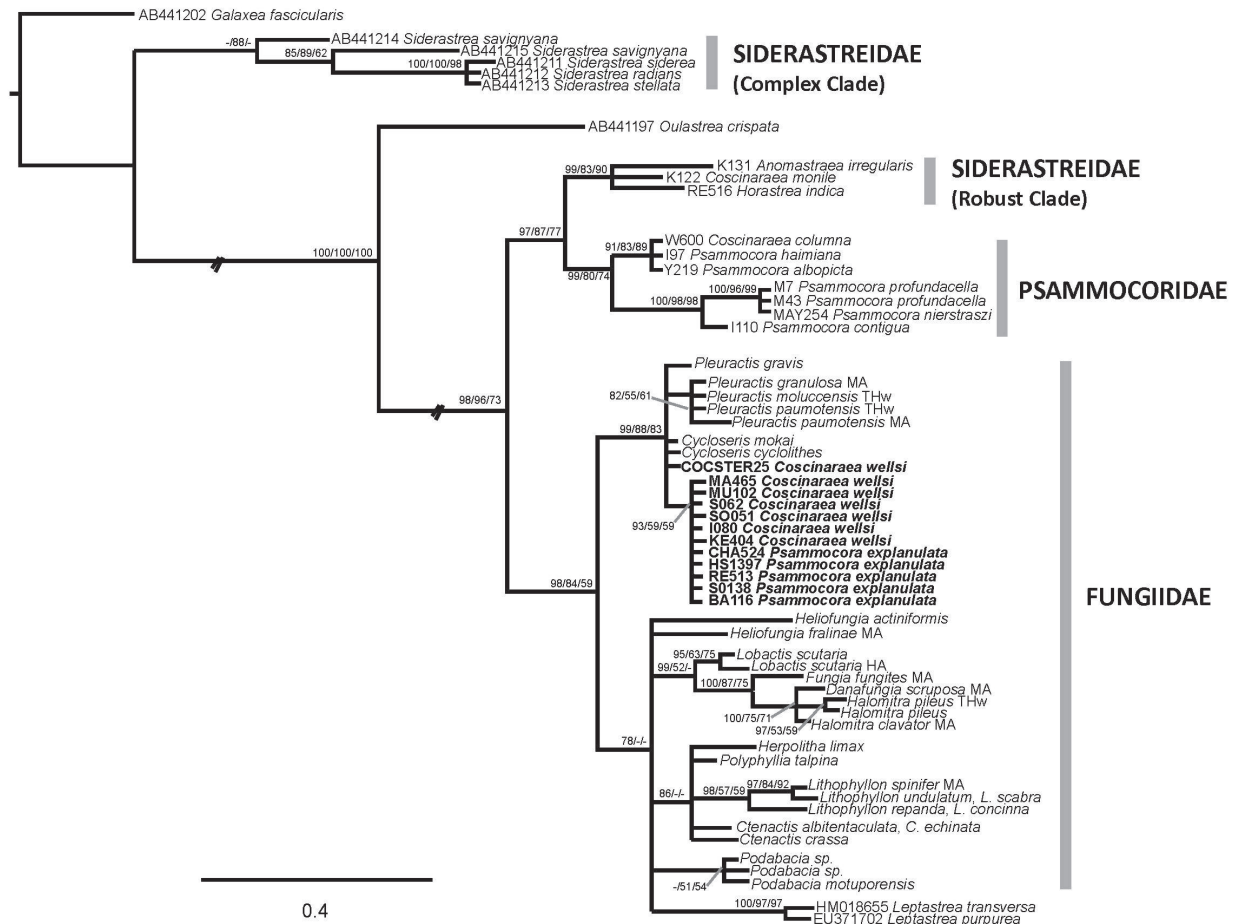 AB441202 Galaxea fascicularis
-/88/-
AB441214 Siderastrea savignyana
85/89/62
AB441215 Siderastrea savignyana
100/100/98
AB441211 Siderastrea siderea
AB441212 Siderastrea radians
AB441213 Siderastrea stellata
SIDERASTREIDAE
(Complex Clade)
AB441197 Oulastrea crispata
99/83/90
K131 Anomastraea irregularis
K122 Coscinaraea monile
RE516 Horastrea indica
SIDERASTREIDAE
(Robust Clade)
97/87/77
100/100/100
91/83/89
W600 Coscinaraea columna
I97 Psammocora haimiana
Y219 Psammocora albopicta
99/80/74
100/96/99
M7 Psammocora profundacella
M43 Psammocora profundacella
MAY254 Psammocora nierstraszi
100/98/98
I110 Psammocora contigua
PSAMMOCORIDAE
98/96/73
Pleuractis gravis
82/55/61
Pleuractis granulosa MA
Pleuractis moluccensis THw
Pleuractis paumotensis THw
Pleuractis paumotensis MA
99/88/83
Cycloseris mokai
Cycloseris cyclolithes
COCSTER25 Coscinaraea wellsi
MA465 Coscinaraea wellsi
MU102 Coscinaraea wellsi
S062 Coscinaraea wellsi
SO051 Coscinaraea wellsi
I080 Coscinaraea wellsi
KE404 Coscinaraea wellsi
93/59/59
CHA524 Psammocora explanulata
HS1397 Psammocora explanulata
RE513 Psammocora explanulata
S0138 Psammocora explanulata
BA116 Psammocora explanulata
98/84/59
FUNGIIDAE
Heliofungia actiniformis
Heliofungia fralinae MA
95/63/75
Lobactis scutaria
Lobactis scutaria HA
99/52/-
100/87/75
Fungia fungites MA
Danafungia scruposa MA
Halomitra pileus THw
Halomitra pileus
Halomitra clavator MA
100/75/71
97/53/59
78/-/-
Herpolitha limax
Polyphyllia talpina
86/-/-
98/57/59
97/84/92
Lithophyllon spinifer MA
Lithophyllon undulatum, L. scabra
Lithophyllon repanda, L. concinna
Ctenactis albitentaculata, C. echinata
Ctenactis crassa
Podabacia sp.
Podabacia sp.
Podabacia motuporensis
-/51/54
100/97/97
HM018655 Leptastrea transversa
EU371702 Leptastrea purpurea
0.4